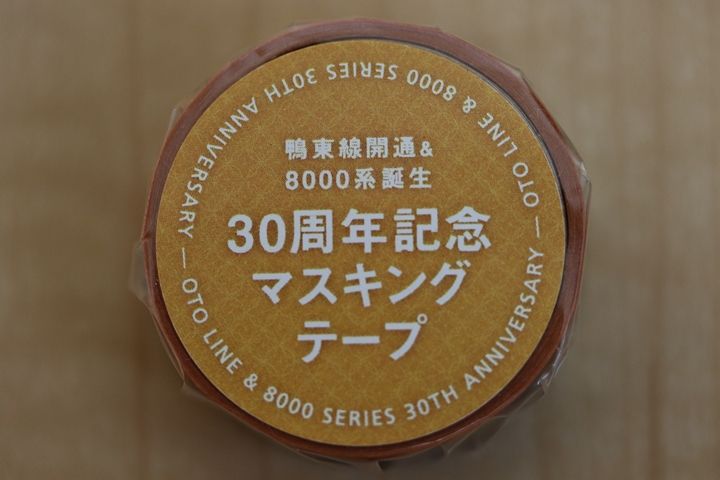 鴨東線開通&
8000系誕生
30周年記念
マスキング
テープ
OTO LINE & 8000 SERIES 30TH ANNIVERSARY —
OTO LINE & 8000 SERIES 30TH ANNIVERSARY —